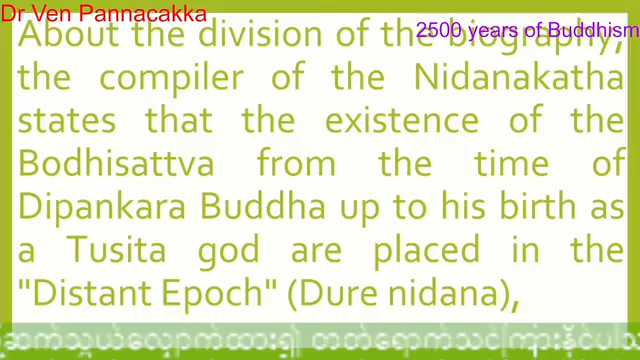 Dr Ven Pannacakka
2500 years of Buddhism
About the division of the biography,
the compiler of the Nidanakatha
states that the existence of the
Bodhisattva from the time of
Dipankara Buddha up to his birth as
a Tusita god are placed in the
"Distant Epoch" (Dure nidana),